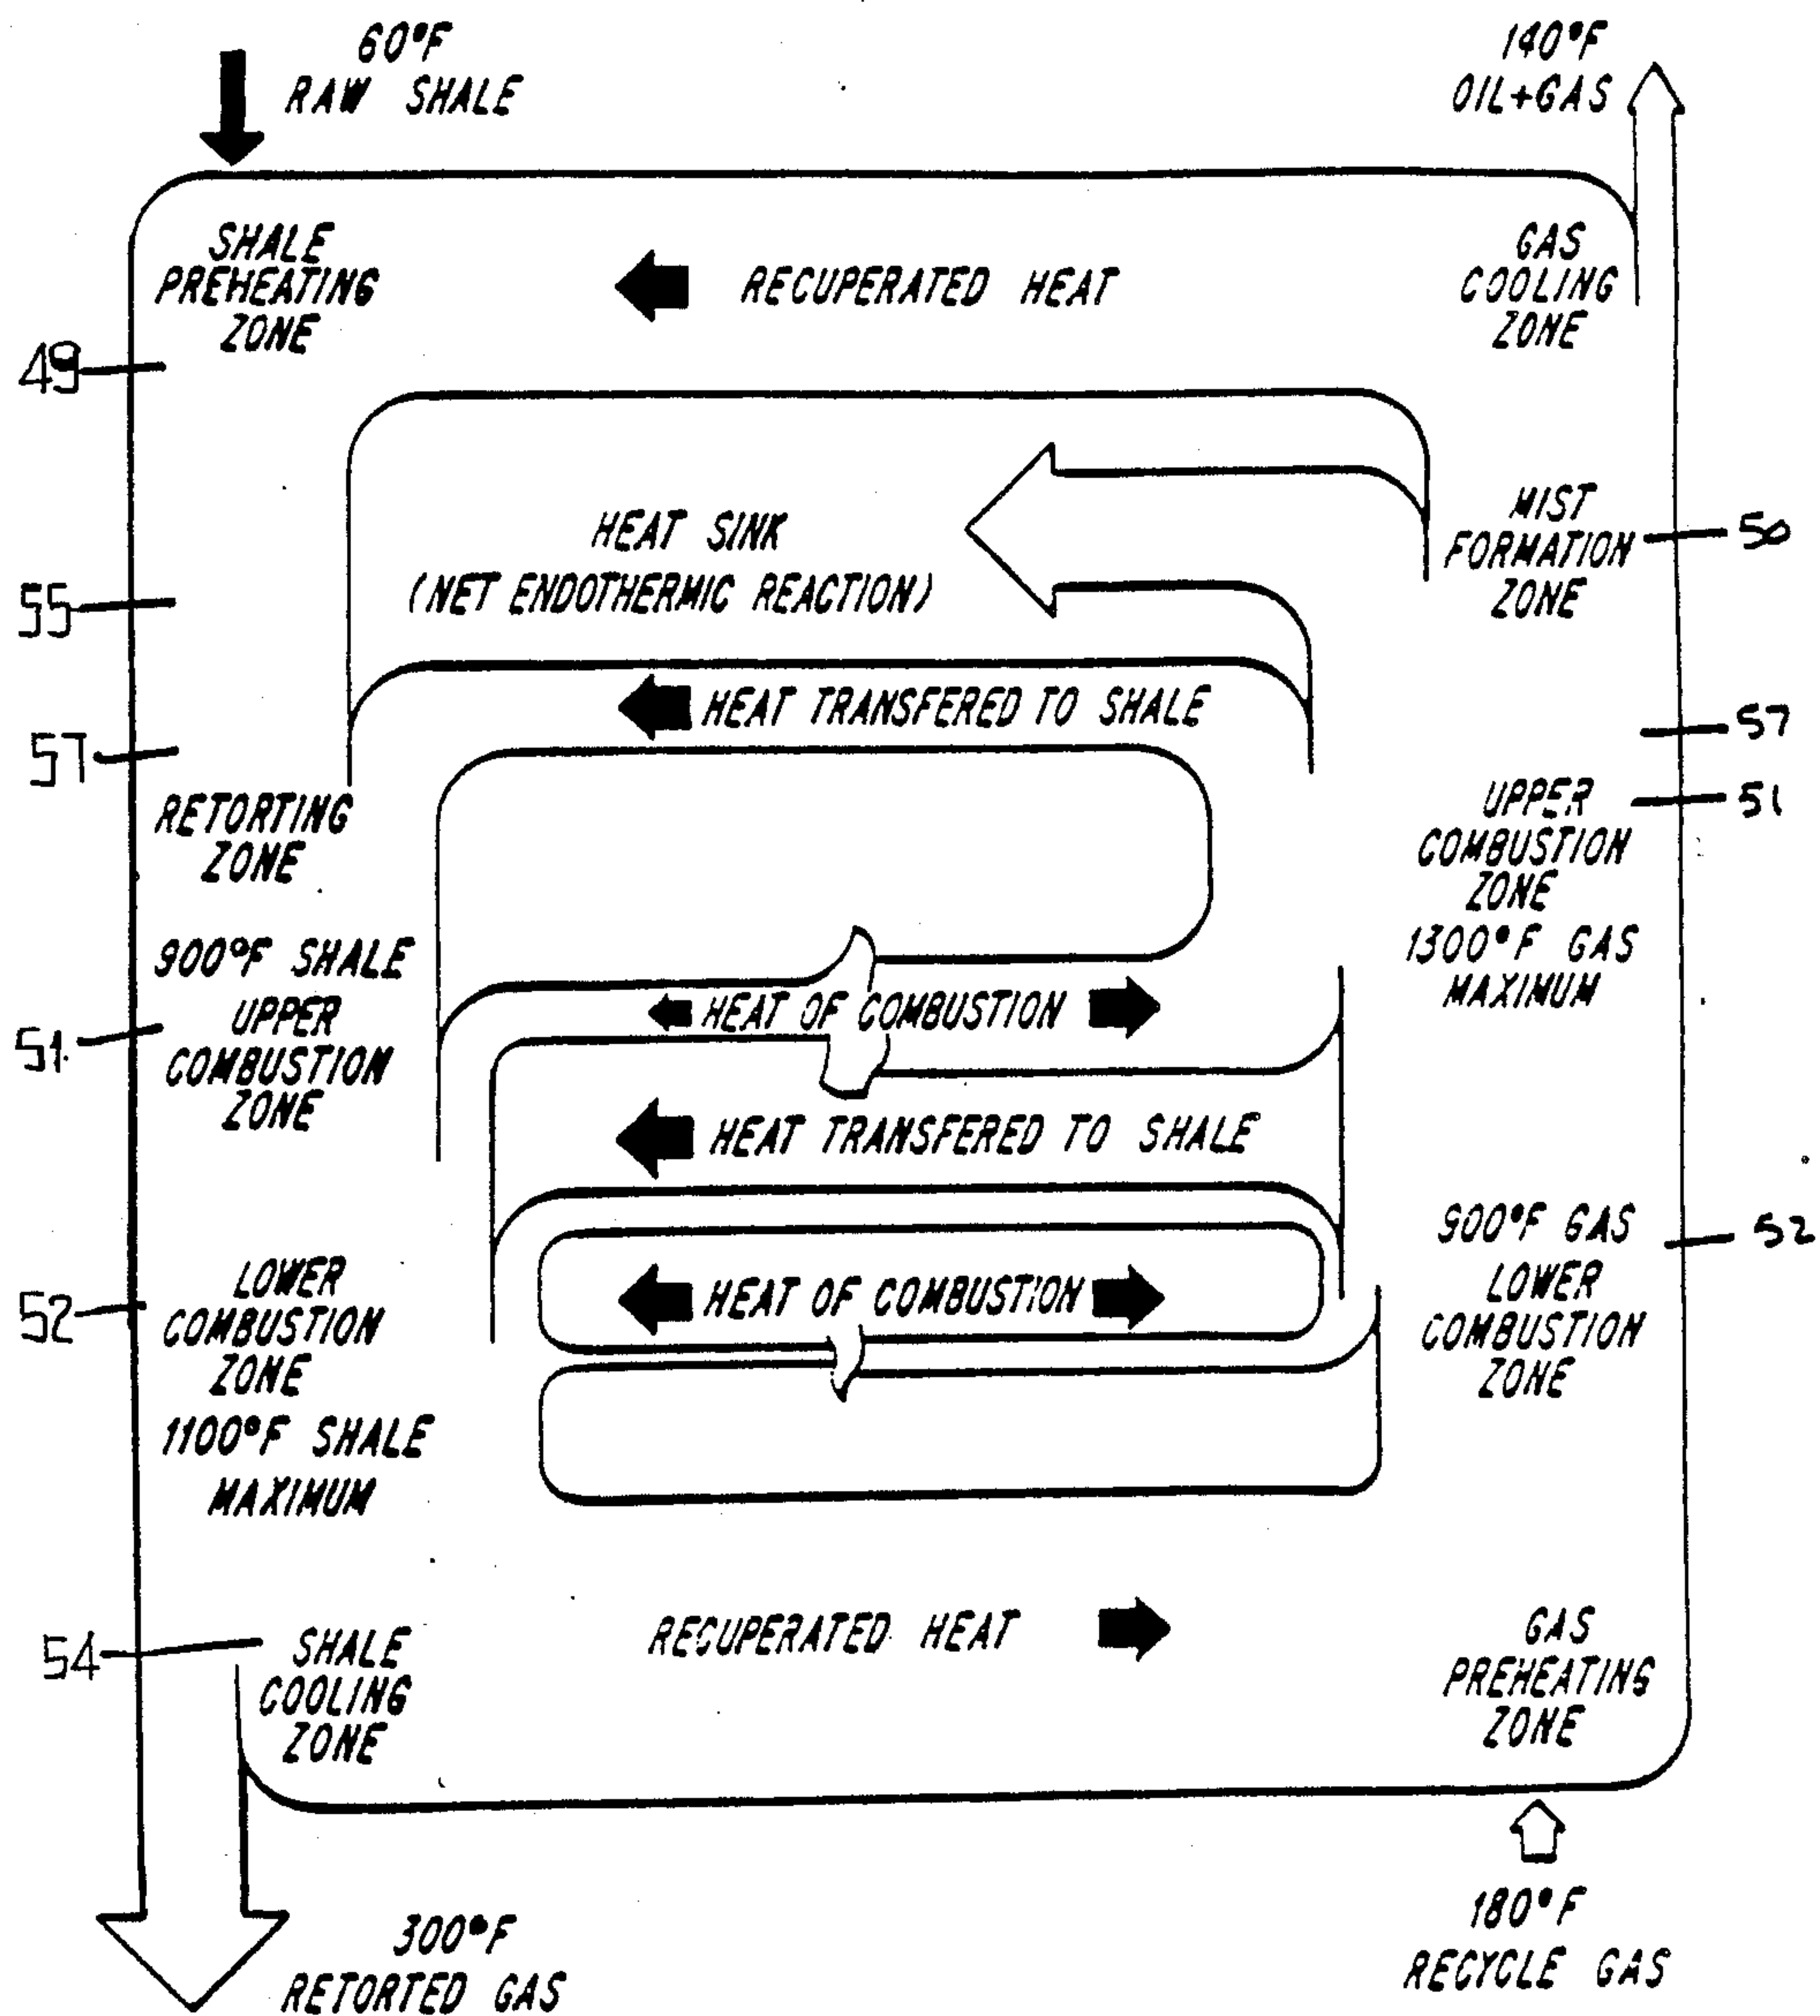 60°F
RAW SHALE
140°F
OIL+GAS
SHALE
PREHEATING
ZONE
RECUPERATED HEAT
GAS
COOLING
ZONE
49
HEAT SINK
(NET ENDOTHERMIC REACTION)
MIST
FORMATION
ZONE
50
55
HEAT TRANSFERED TO SHALE
57
57
RETORTING
ZONE
UPPER
COMBUSTION
ZONE
1300°F GAS
MAXIMUM
51
900°F SHALE
UPPER
COMBUSTION
ZONE
51
HEAT OF COMBUSTION
HEAT TRANSFERED TO SHALE
900°F GAS
LOWER
COMBUSTION
ZONE
52
LOWER
COMBUSTION
ZONE
1100°F SHALE
MAXIMUM
52
HEAT OF COMBUSTION
54
SHALE
COOLING
ZONE
RECUPERATED HEAT
GAS
PREHEATING
ZONE
300°F
RETORTED GAS
180°F
RECYCLE GAS